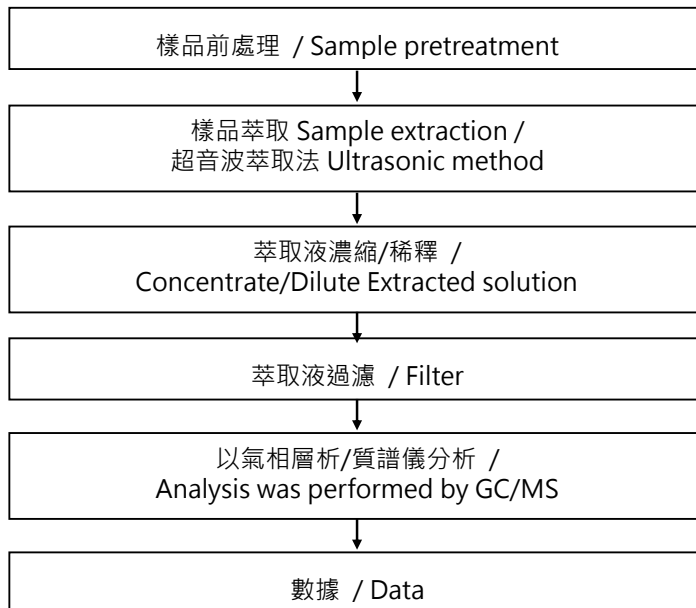 樣品前處理 / Sample pretreatment
樣品萃取 Sample extraction /
超音波萃取法 Ultrasonic method
萃取液濃縮/稀釋 /
Concentrate/Dilute Extracted solution
萃取液過濾 / Filter
以氣相層析/質譜儀分析 /
Analysis was performed by GC/MS
數據 / Data